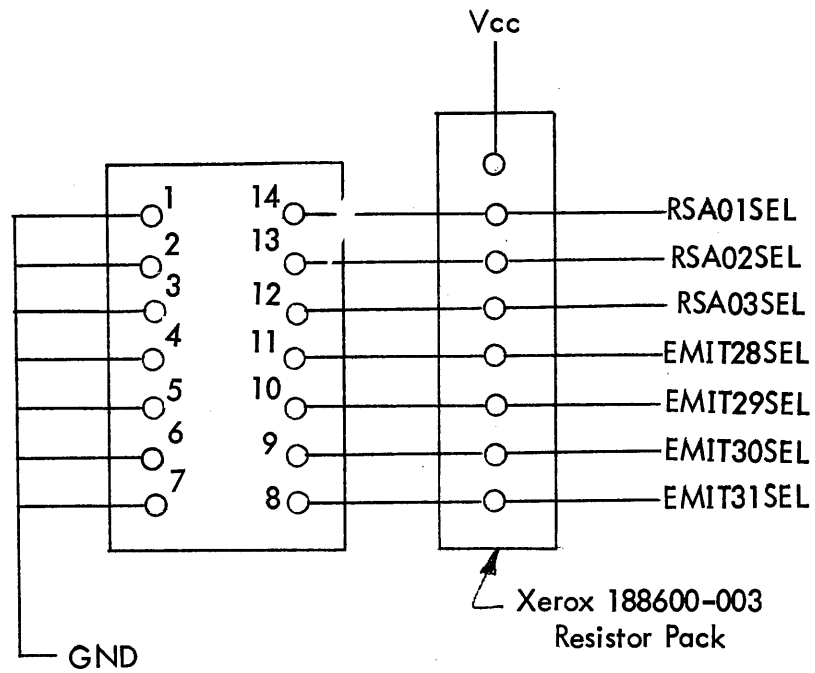 Vcc
1 14 RSA01SEL
2 13 RSA02SEL
3 12 RSA03SEL
4 11 EMIT28SEL
5 10 EMIT29SEL
6 9 EMIT30SEL
7 8 EMIT31SEL
Xerox 188600-003
Resistor Pack
GND